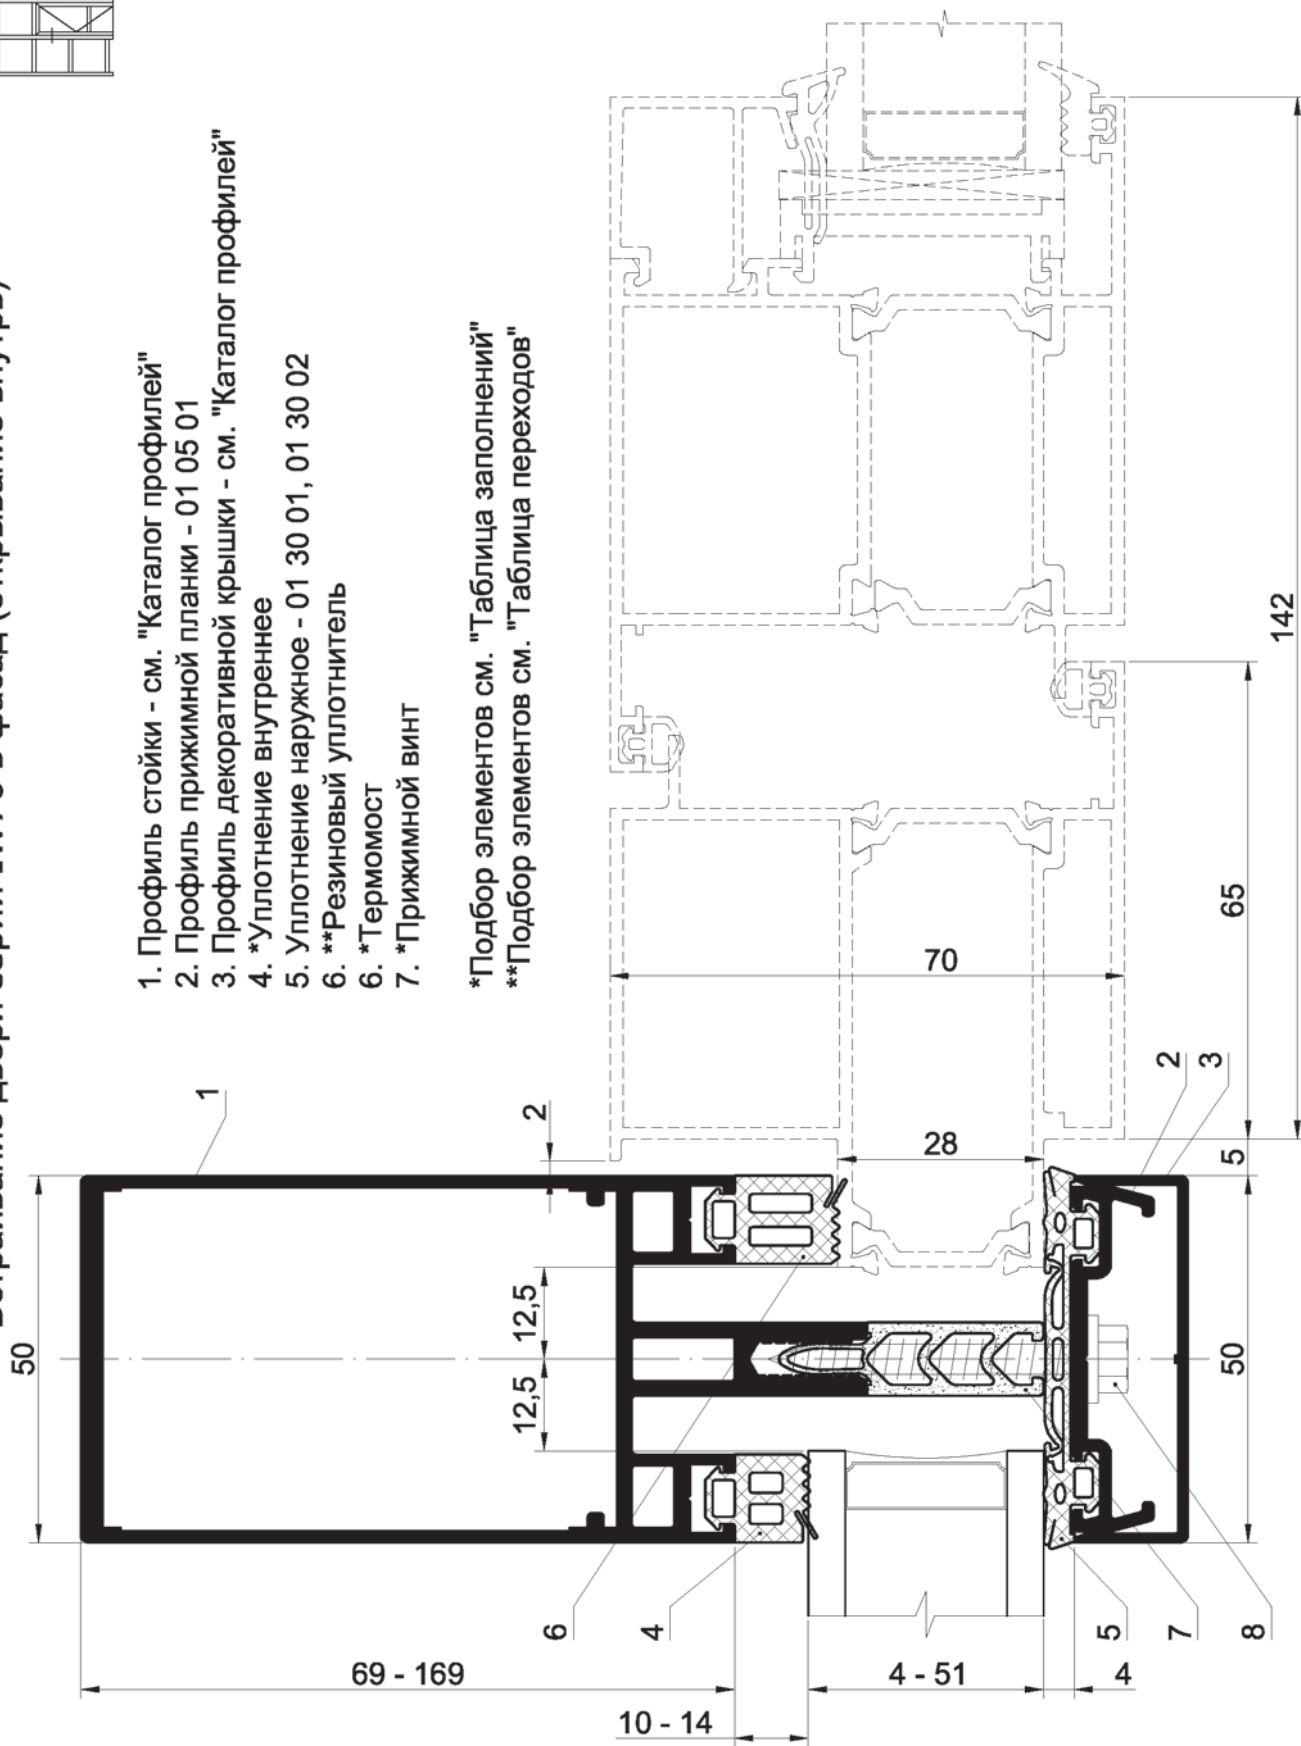 1. Профиль стойки - см. "Каталог профилей"
2. Профиль прижимной планки - 01 05 01
3. Профиль декоративной крышки - см. "Каталог профилей"
4. *Уплотнение внутреннее
5. Уплотнение наружное - 01 30 01, 01 30 02
6. **Резиновый уплотнитель
6. *Термомост
7. *Прижимной винт
*Подбор элементов см. "Таблица заполнений"
**Подбор элементов см. "Таблица переходов"
50
1
2
12,5
12,5
28
70
65
142
2
3
5
50
6
4
5
7
8
69 - 169
10 - 14
4 - 51
4